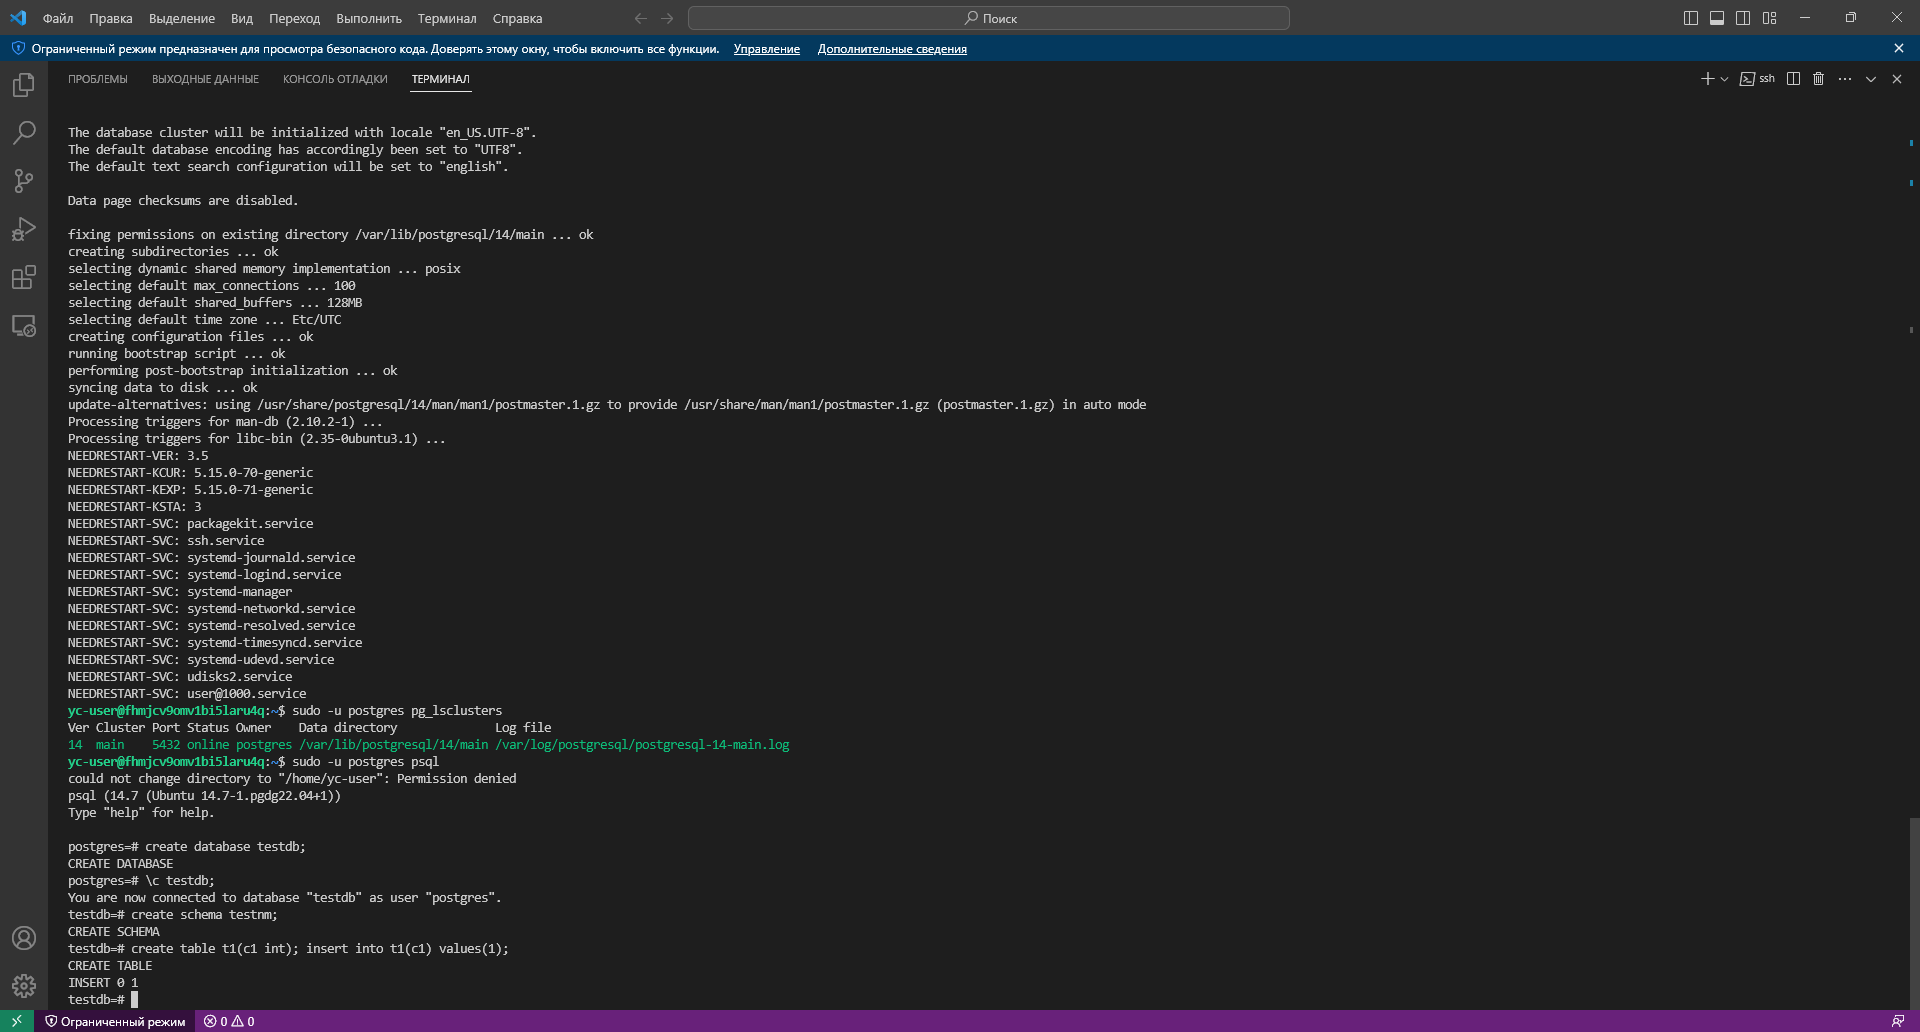 Файл Правка Выделение Вид Переход Выполнить Терминал Справка Поиск
Ограниченный режим предназначен для просмотра безопасного кода. Доверять этому окну, чтобы включить все функции. Управление Дополнительные сведения
ПРОБЛЕМЫ ВЫХОДНЫЕ ДАННЫЕ КОНСОЛЬ ОТЛАДКИ ТЕРМИНАЛ ssh
The database cluster will be initialized with locale "en_US.UTF-8".
The default database encoding has accordingly been set to "UTF8".
The default text search configuration will be set to "english".
Data page checksums are disabled.
fixing permissions on existing directory /var/lib/postgresql/14/main ... ok
creating subdirectories ... ok
selecting dynamic shared memory implementation ... posix
selecting default max_connections ... 100
selecting default shared_buffers ... 128MB
selecting default time zone ... Etc/UTC
creating configuration files ... ok
running bootstrap script ... ok
performing post-bootstrap initialization ... ok
syncing data to disk ... ok
update-alternatives: using /usr/share/postgresql/14/man/man1/postmaster.1.gz to provide /usr/share/man/man1/postmaster.1.gz (postmaster.1.gz) in auto mode
Processing triggers for man-db (2.10.2-1) ...
Processing triggers for libc-bin (2.35-0ubuntu3.1) ...
NEEDRESTART-VER: 3.5
NEEDRESTART-KCUR: 5.15.0-70-generic
NEEDRESTART-KEXP: 5.15.0-71-generic
NEEDRESTART-KSTA: 3
NEEDRESTART-SVC: packagekit.service
NEEDRESTART-SVC: ssh.service
NEEDRESTART-SVC: systemd-journald.service
NEEDRESTART-SVC: systemd-logind.service
NEEDRESTART-SVC: systemd-manager
NEEDRESTART-SVC: systemd-networkd.service
NEEDRESTART-SVC: systemd-resolved.service
NEEDRESTART-SVC: systemd-timesyncd.service
NEEDRESTART-SVC: systemd-udevd.service
NEEDRESTART-SVC: udisks2.service
NEEDRESTART-SVC: user@1000.service
yc-user@fhmjcv9omv1bi5laru4q:~$ sudo -u postgres pg_lsclusters
Ver Cluster Port Status Owner    Data directory              Log file
14  main    5432 online postgres /var/lib/postgresql/14/main /var/log/postgresql/postgresql-14-main.log
yc-user@fhmjcv9omv1bi5laru4q:~$ sudo -u postgres psql
could not change directory to "/home/yc-user": Permission denied
psql (14.7 (Ubuntu 14.7-1.pgdg22.04+1))
Type "help" for help.
postgres=# create database testdb;
CREATE DATABASE
postgres=# \c testdb;
You are now connected to database "testdb" as user "postgres".
testdb=# create schema testnm;
CREATE SCHEMA
testdb=# create table t1(c1 int); insert into t1(c1) values(1);
CREATE TABLE
INSERT 0 1
testdb=#
Ограниченный режим 0 0